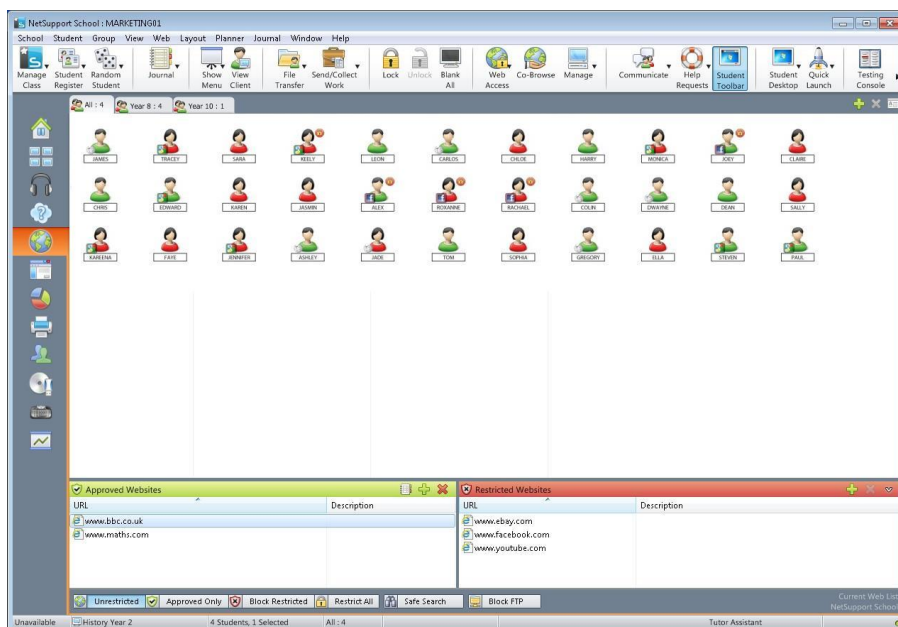 NetSupport School : MARKETING01
School Student Group View Web Layout Planner Journal Window Help
Manage Class Student Register Random Student Journal Show Menu View Client File Transfer Send/Collect Work Lock Unlock Blank All Web Access Co-Browse Manage Communicate Help Requests Student Toolbar Student Desktop Quick Launch Testing Console
All : 4 Year 8 : 4 Year 10 : 1
JAMES TRACEY SARA KEELY LEON CARLOS CHLOE HARRY MONICA JOEY CLAIRE
CHRIS EDWARD KAREN JASMIN ALEX ROXANNE RACHAEL COLIN DWAYNE DEAN SALLY
KAREENA FAYE JENNIFER ASHLEY JADE TOM SOPHIA GREGORY ELLA STEVEN PAUL
Approved Websites Restricted Websites
URL Description URL Description
www.bbc.co.uk www.ebay.com
www.maths.com www.facebook.com
www.youtube.com
Unrestricted Approved Only Block Restricted Restrict All Safe Search Block FTP
Current Web List
NetSupport School
Unavailable History Year 2 4 Students, 1 Selected All : 4 Tutor Assistant